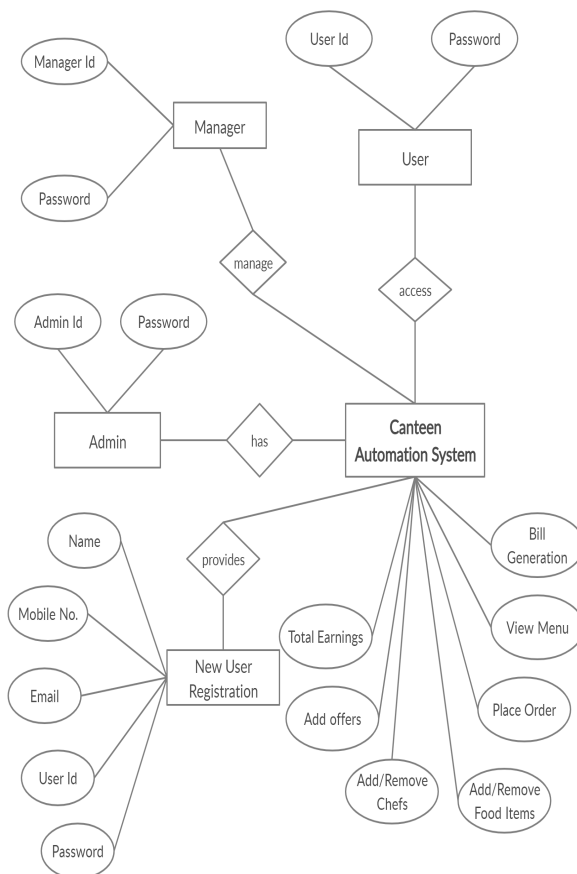 User Id
Password
Manager Id
Manager
User
Password
manage
access
Admin Id
Password
Admin
has
Canteen
Automation System
Name
Bill
Generation
provides
Mobile No.
Total Earnings
View Menu
New User
Registration
Email
Add offers
Place Order
User Id
Add/Remove
Chefs
Add/Remove
Food Items
Password